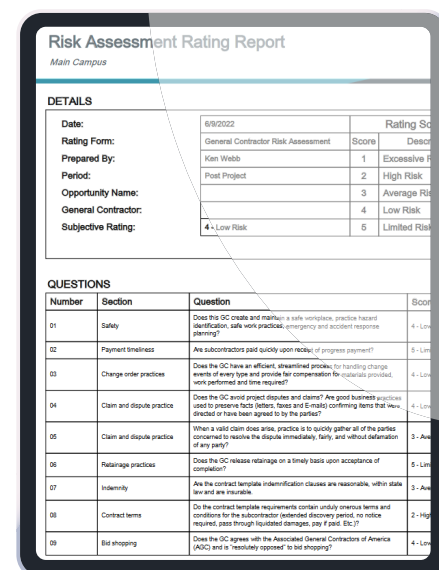 Risk Assessment Rating Report
Main Campus
DETAILS
Date: 6/9/2022 Rating Sc
Rating Form: General Contractor Risk Assessment Score Descr
Prepared By: Ken Webb 1 Excessive R
Period: Post Project 2 High Risk
Opportunity Name: 3 Average Ris
General Contractor: 4 Low Risk
Subjective Rating: 4 - Low Risk 5 Limited Risk
QUESTIONS
Number Section Question Scor
Does this GC create and maintain a safe workplace, practice hazard
01 Safety identification, safe work practices, emergency and accident response 4 - Low
planning?
02 Payment timeliness Are subcontractors paid quickly upon receipt of progress payment? 5 - Lim
Does the GC have an efficient, streamlined process for handling change
03 Change order practices events of every type and provide fair compensation for materials provided, 4 - Low
work performed and time required?
Does the GC avoid project disputes and claims? Are good business practices
04 Claim and dispute practice used to preserve facts (letters, faxes and E-mails) confirming items that were 4 - Low
directed or have been agreed to by the parties?
When a valid claim does arise, practice is to quickly gather all of the parties
05 Claim and dispute practice concerned to resolve the dispute immediately, fairly, and without defamation 3 - Ave
of any party?
06 Retainage practices Does the GC release retainage on a timely basis upon acceptance of 5 - Lim
completion?
07 Indemnity Are the contract template indemnification clauses are reasonable, within state 3 - Ave
law and are insurable.
Do the contract template requirements contain unduly onerous terms and
08 Contract terms conditions for the subcontractor (extended discovery period, no notice 2 - High
required, pass through liquidated damages, pay if paid. Etc.)?
09 Bid shopping Does the GC agrees with the Associated General Contractors of America 4 - Low
(AGC) and is "resolutely opposed" to bid shopping?